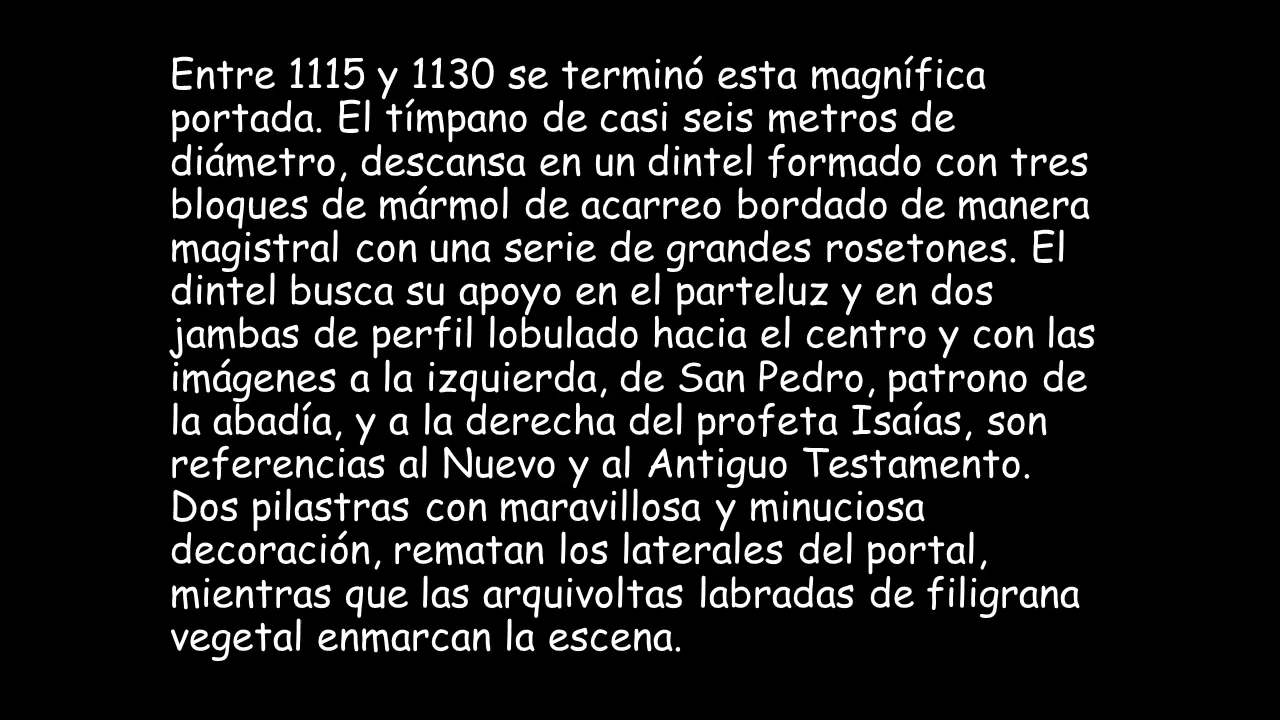 Entre 1115 y 1130 se terminó esta magnífica
portada. El tímpano de casi seis metros de
diámetro, descansa en un dintel formado con tres
bloques de mármol de acarreo bordado de manera
magistral con una serie de grandes rosetones. El
dintel busca su apoyo en el parteluz y en dos
jambas de perfil lobulado hacia el centro y con las
imágenes a la izquierda, de San Pedro, patrono de
la abadía, y a la derecha del profeta Isaías, son
referencias al Nuevo y al Antiguo Testamento.
Dos pilastras con maravillosa y minuciosa
decoración, rematan los laterales del portal,
mientras que las arquivoltas labradas de filigrana
vegetal enmarcan la escena.